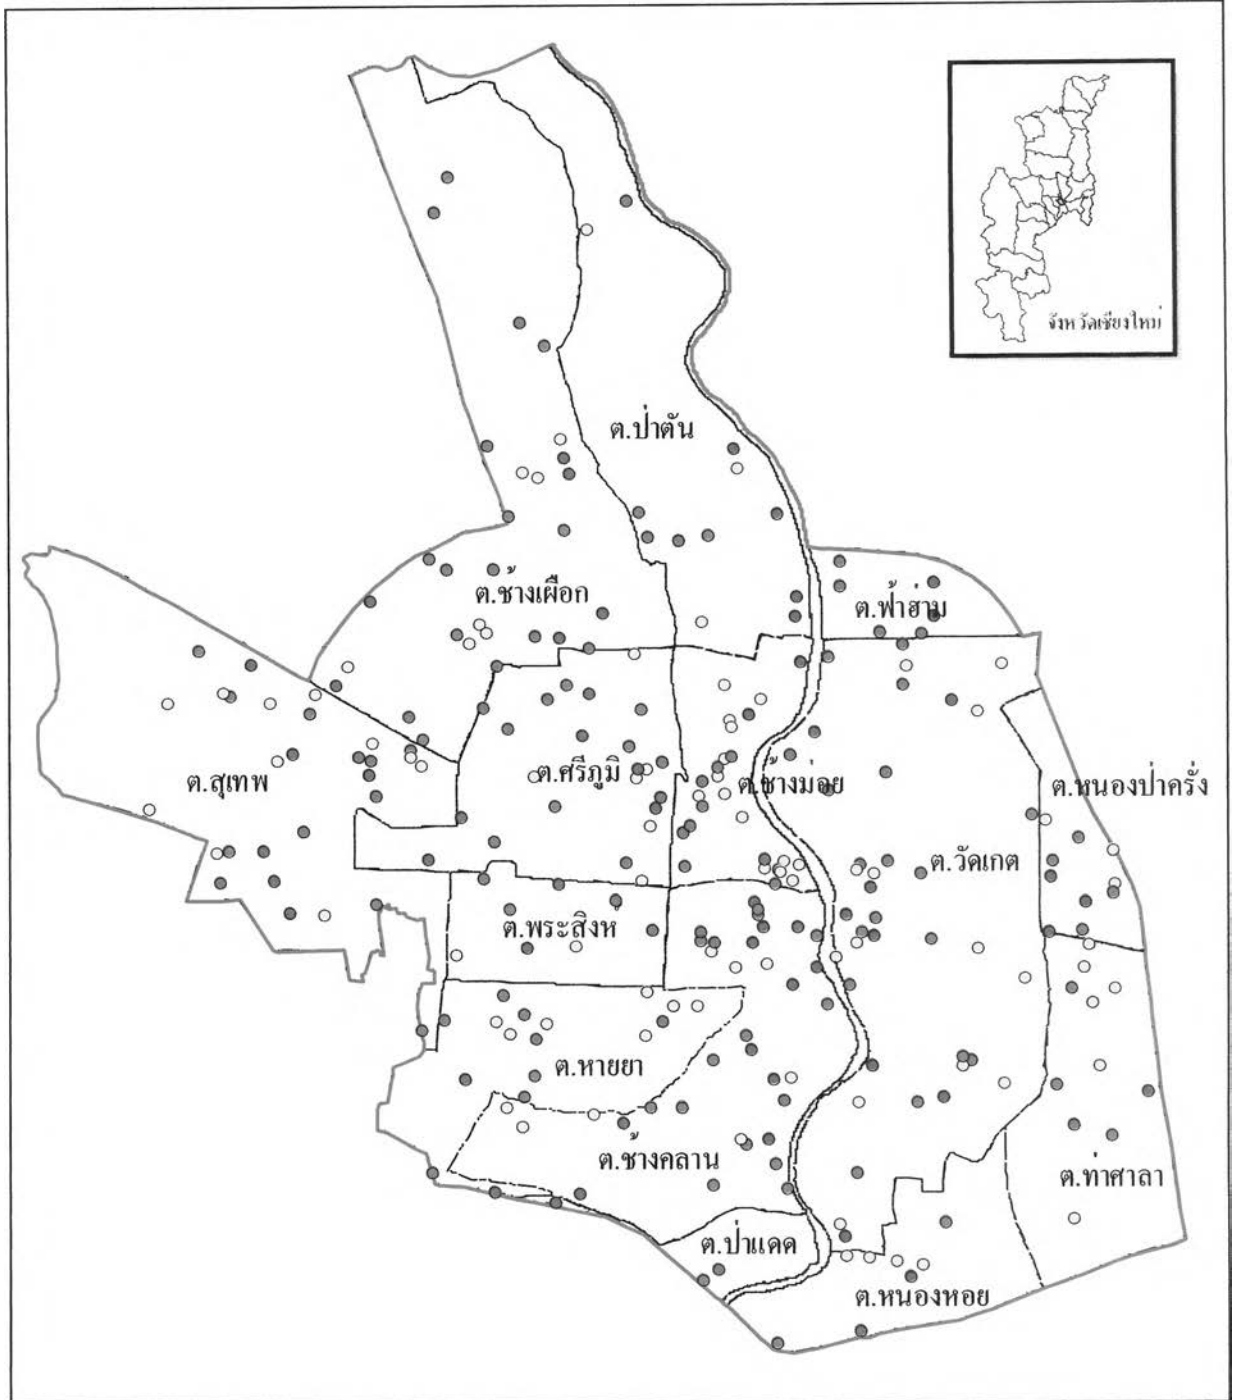 จังหวัดเชียงใหม่
ต.ป่าตัน
ต.ช้างเผือก
ต.ฟ้าฮ่าม
ต.สุเทพ
ต.ศรีภูมิ
ต.ช้างม่อย
ต.หนองป่าครั่ง
ต.วัดเกต
ต.พระสิงห์
ต.หายยา
ต.ช้างคลาน
ต.ท่าศาลา
ต.ป่าแดด
ต.หนองหอย